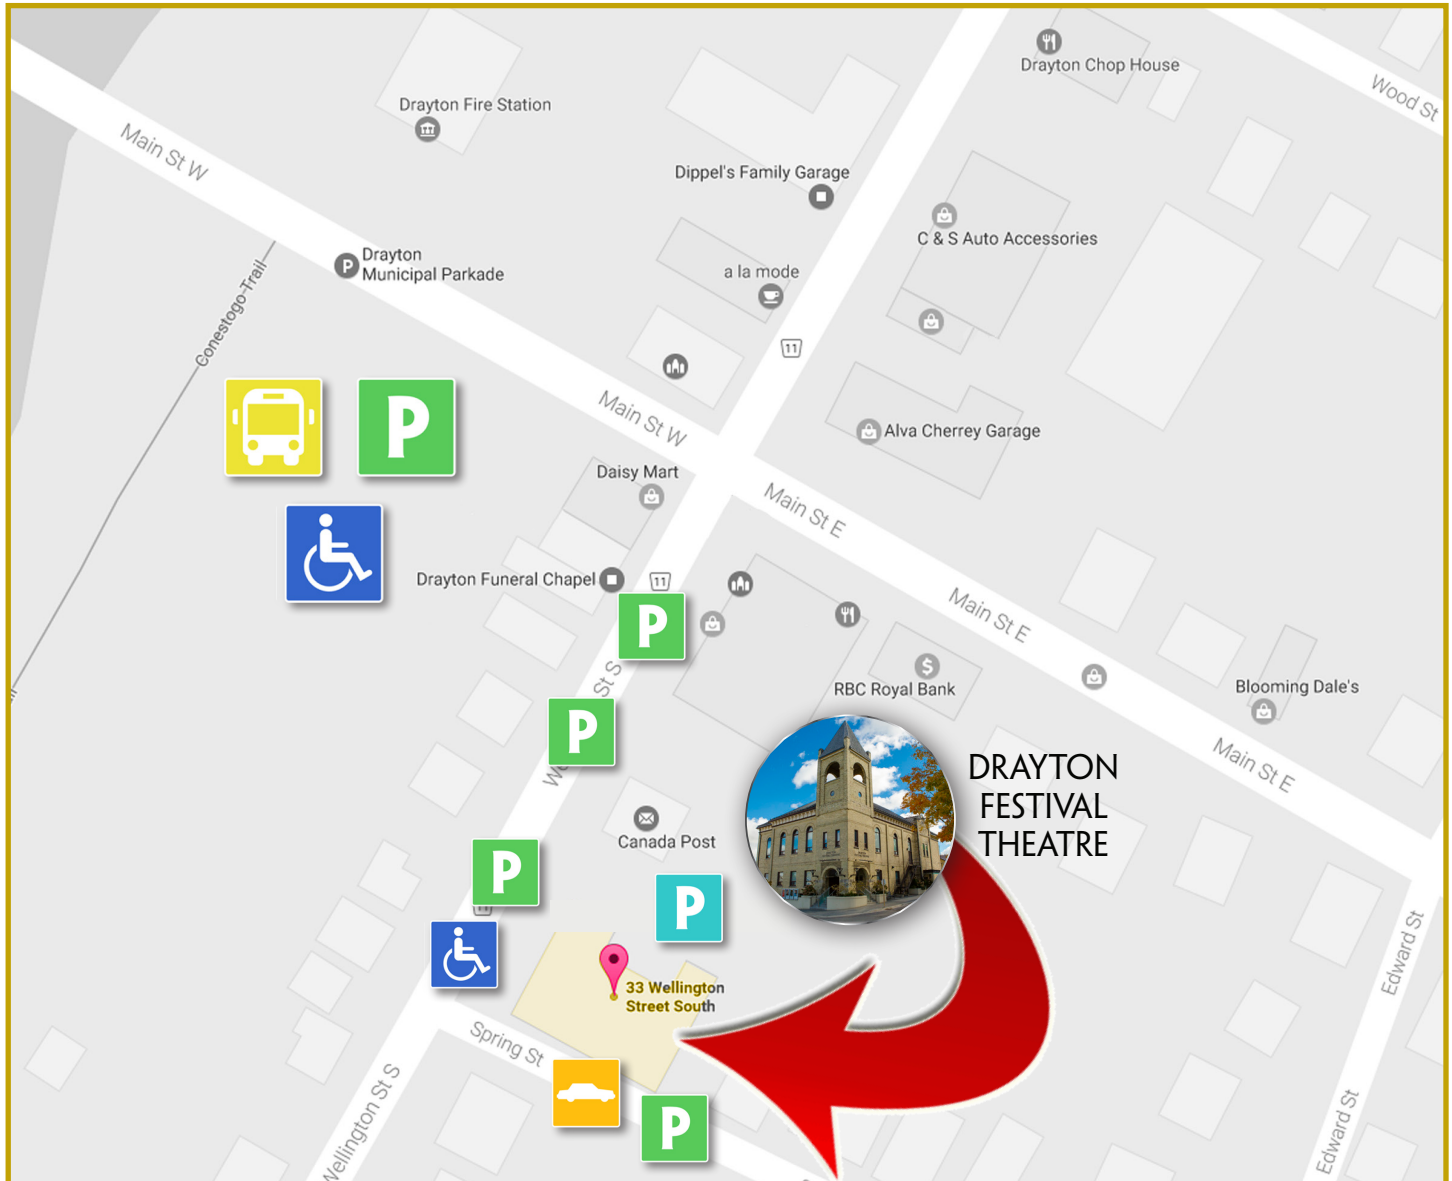 Drayton Chop House
Wood St
Drayton Fire Station
Main St W
Dippel's Family Garage
C & S Auto Accessories
Drayton
Municipal Parkade
P
a la mode
Conestogo-Trail
11
P
Main St W
Alva Cherrey Garage
Daisy Mart
Main St E
Drayton Funeral Chapel
11
P
Main St E
$
RBC Royal Bank
St S
Blooming Dale's
P
Main St E
DRAYTON
FESTIVAL
THEATRE
Canada Post
P
P
Edward St
33 Wellington
Street South
Spring St
Wellington St S
P
Edward St